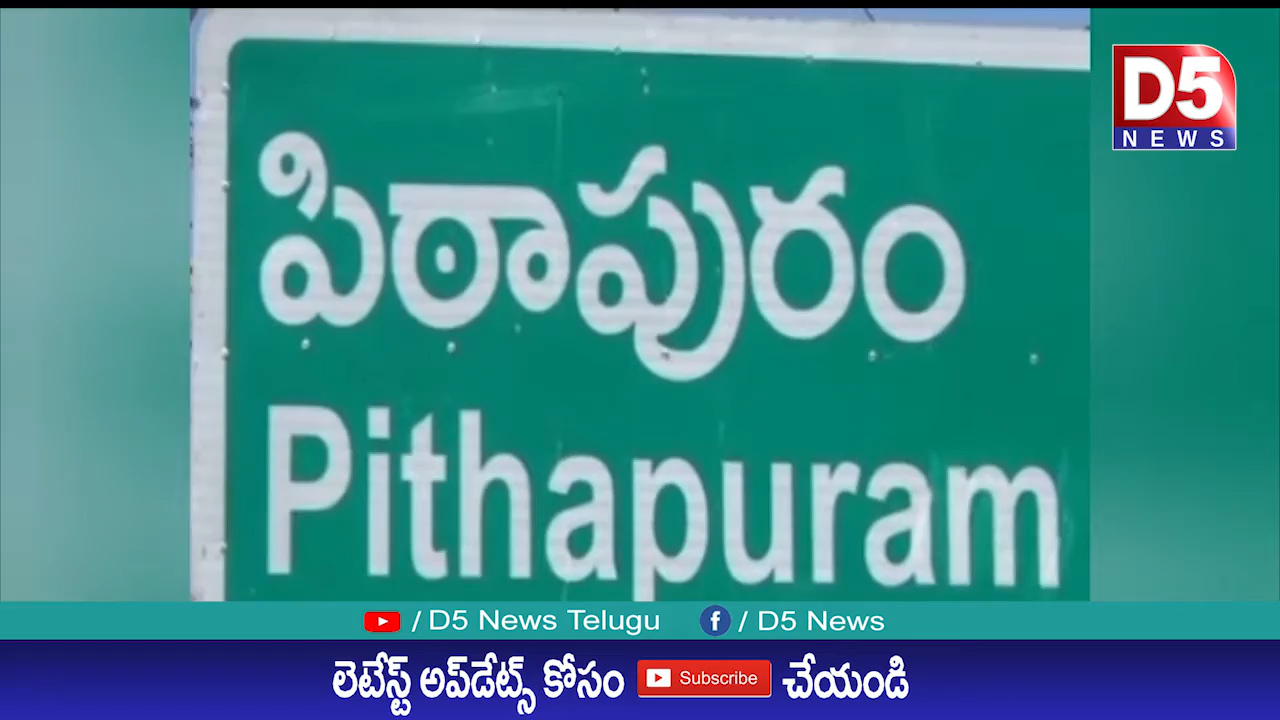 D5
NEWS
పిఠాపురం
Pithapuram
/ D5 News Telugu
f / D5 News
లెటేస్ట్ అప్‌డేట్స్ కోసం Subscribe చేయండి